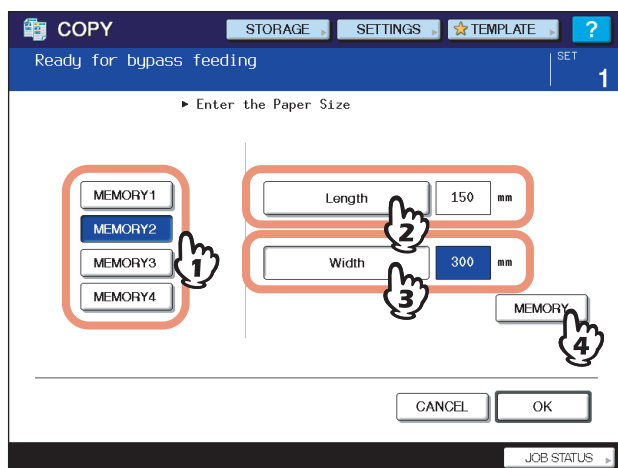 COPY
STORAGE
SETTINGS
TEMPLATE
?
Ready for bypass feeding
SET
1
Enter the Paper Size
MEMORY1
MEMORY2
MEMORY3
MEMORY4
1
Length
150 mm
2
Width
300 mm
3
MEMORY
4
CANCEL
OK
JOB STATUS